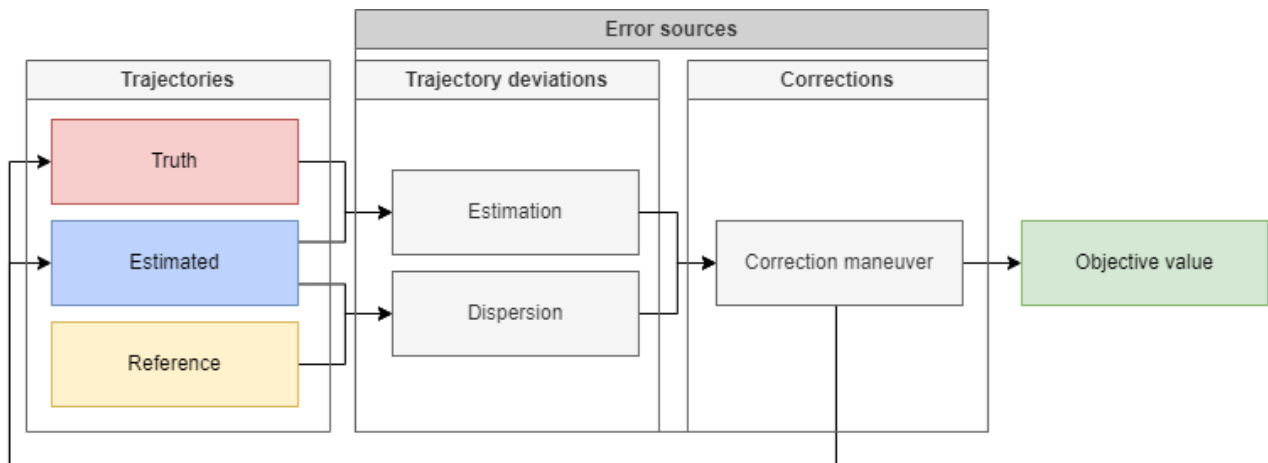 Error sources
Trajectories
Trajectory deviations
Corrections
Truth
Estimated
Reference
Estimation
Dispersion
Correction maneuver
Objective value